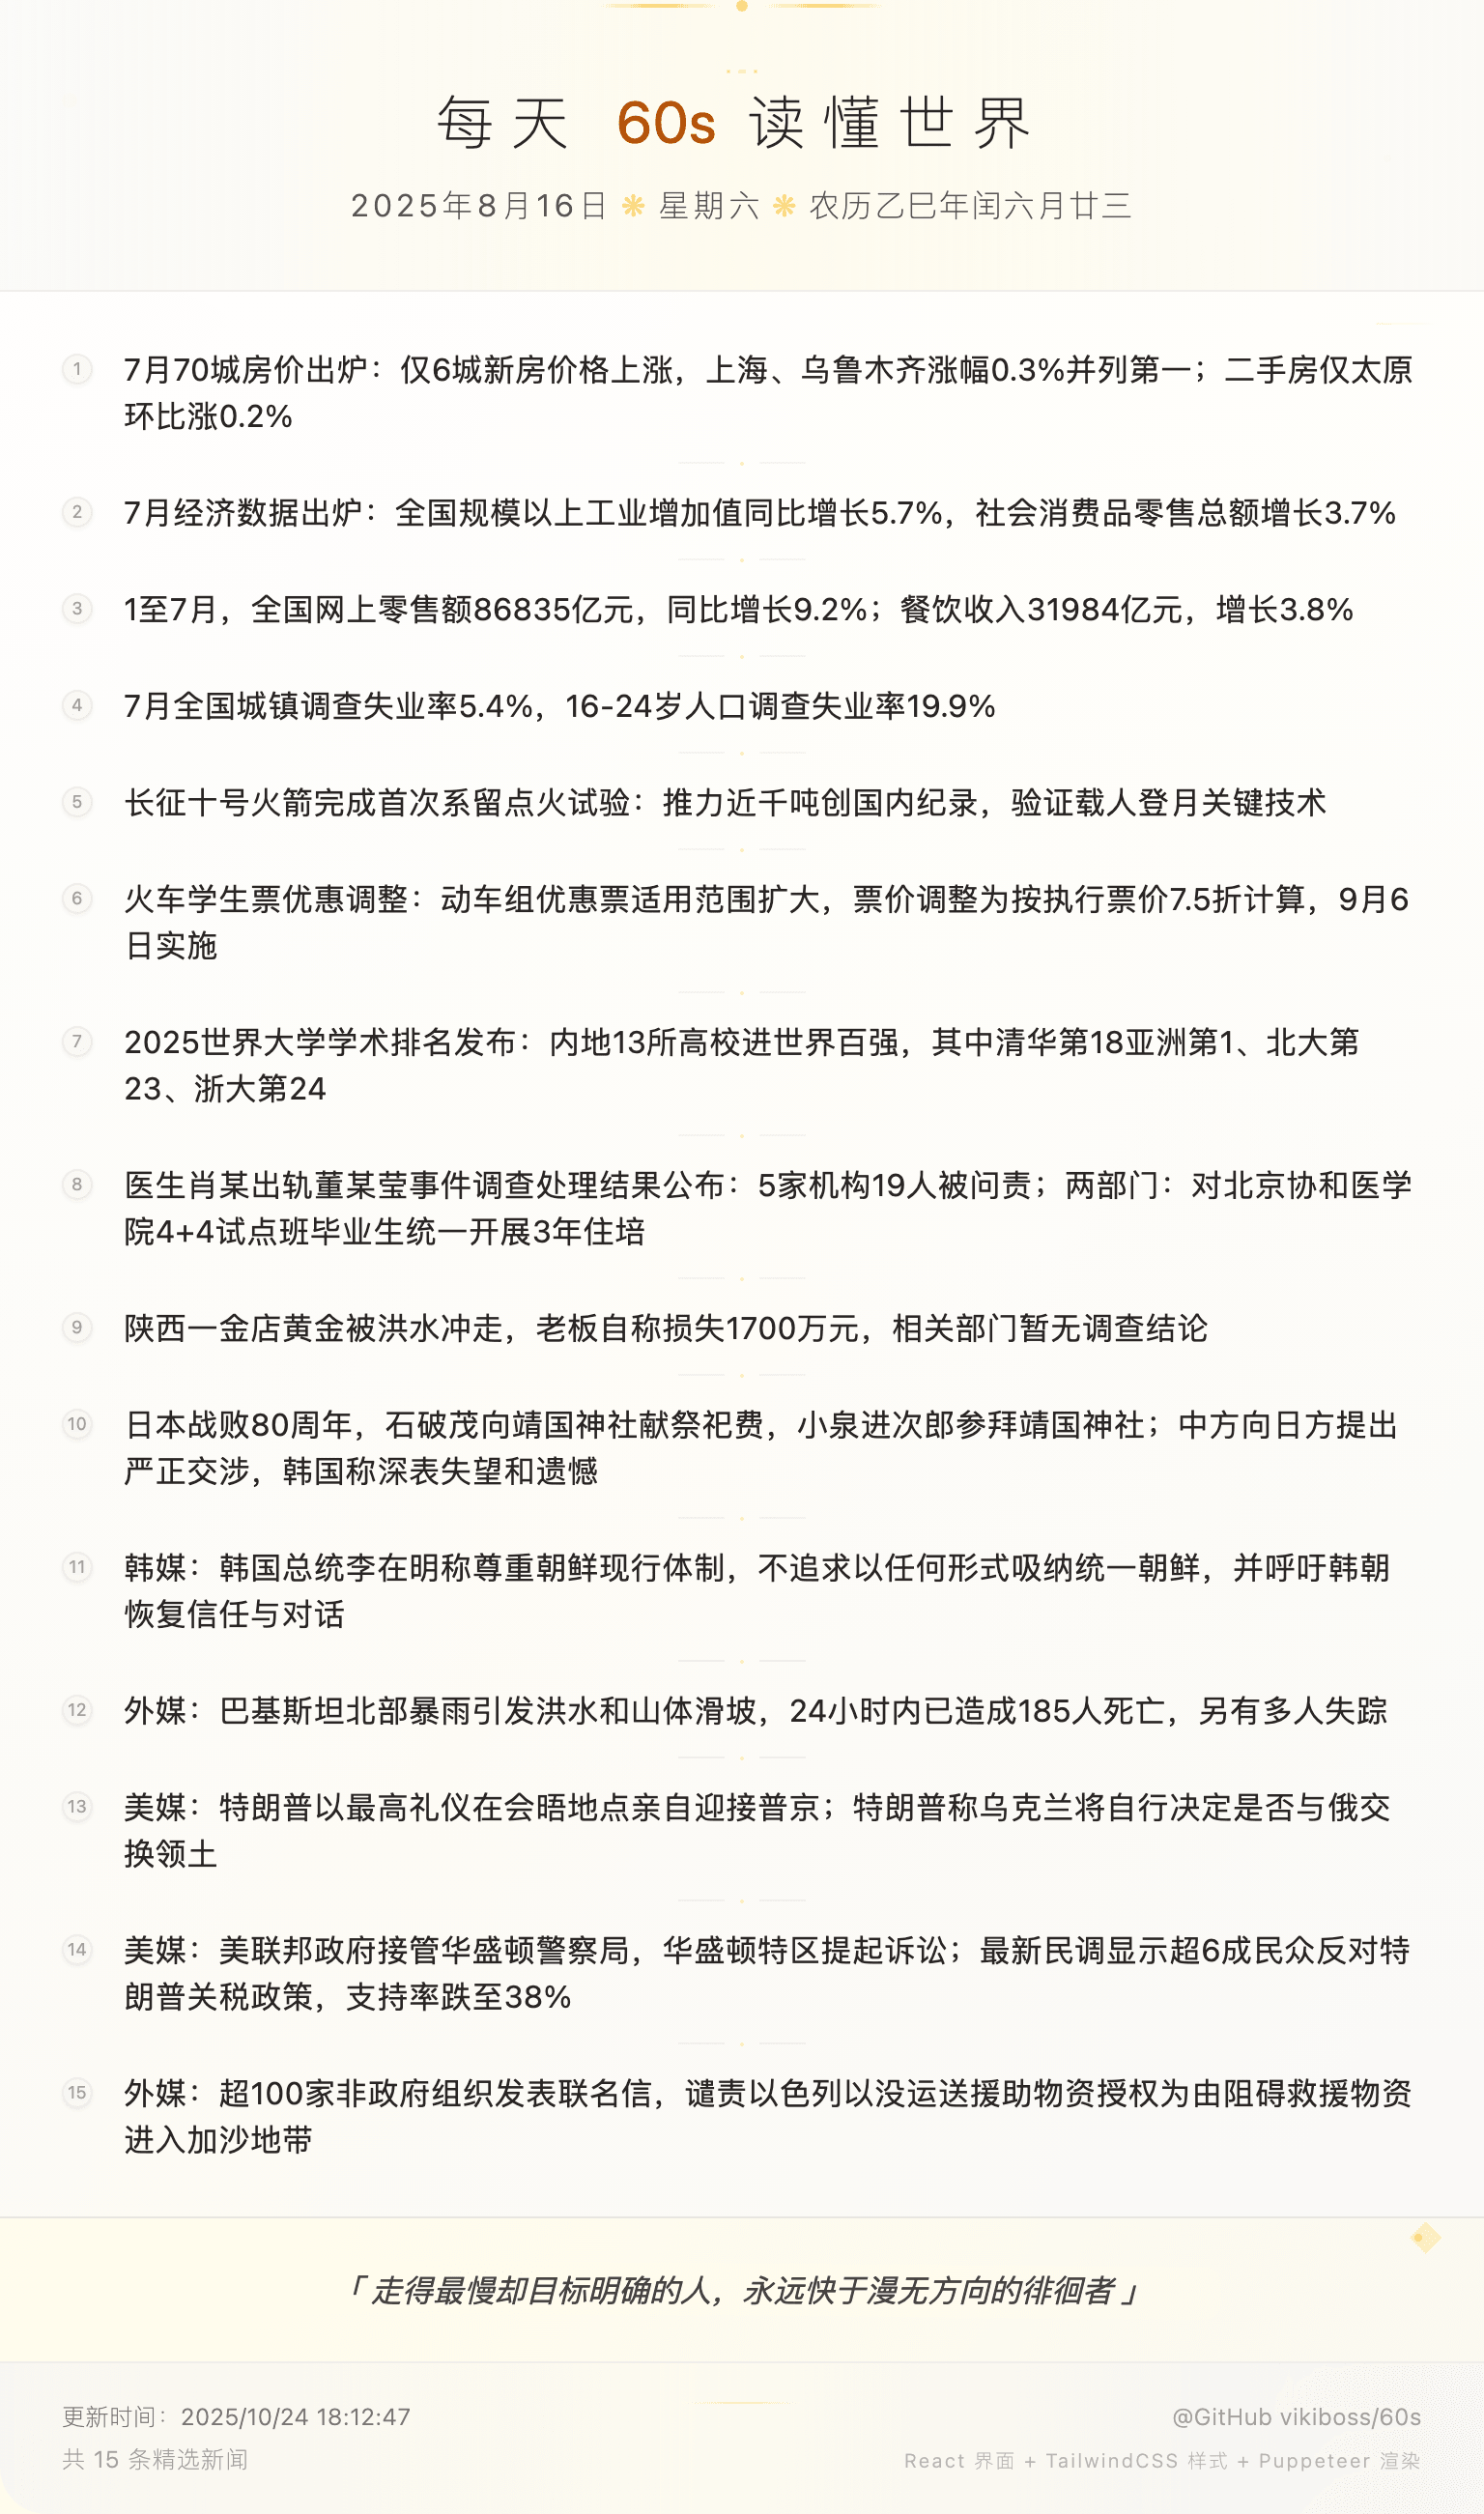 每天 60s 读懂世界
2025年8月16日 ❋ 星期六 ❋ 农历乙巳年闰六月廿三
1 7月70城房价出炉：仅6城新房价格上涨，上海、乌鲁木齐涨幅0.3%并列第一；二手房仅太原
环比涨0.2%
2 7月经济数据出炉：全国规模以上工业增加值同比增长5.7%，社会消费品零售总额增长3.7%
3 1至7月，全国网上零售额86835亿元，同比增长9.2%；餐饮收入31984亿元，增长3.8%
4 7月全国城镇调查失业率5.4%，16-24岁人口调查失业率19.9%
5 长征十号火箭完成首次系留点火试验：推力近千吨创国内纪录，验证载人登月关键技术
6 火车学生票优惠调整：动车组优惠票适用范围扩大，票价调整为按执行票价7.5折计算，9月6
日实施
7 2025世界大学学术排名发布：内地13所高校进世界百强，其中清华第18亚洲第1、北大第
23、浙大第24
8 医生肖某出轨董某莹事件调查处理结果公布：5家机构19人被问责；两部门：对北京协和医学
院4+4试点班毕业生统一开展3年住培
9 陕西一金店黄金被洪水冲走，老板自称损失1700万元，相关部门暂无调查结论
10 日本战败80周年，石破茂向靖国神社献祭祀费，小泉进次郎参拜靖国神社；中方向日方提出
严正交涉，韩国称深表失望和遗憾
11 韩媒：韩国总统李在明称尊重朝鲜现行体制，不追求以任何形式吸纳统一朝鲜，并呼吁韩朝
恢复信任与对话
12 外媒：巴基斯坦北部暴雨引发洪水和山体滑坡，24小时内已造成185人死亡，另有多人失踪
13 美媒：特朗普以最高礼仪在会晤地点亲自迎接普京；特朗普称乌克兰将自行决定是否与俄交
换领土
14 美媒：美联邦政府接管华盛顿警察局，华盛顿特区提起诉讼；最新民调显示超6成民众反对特
朗普关税政策，支持率跌至38%
15 外媒：超100家非政府组织发表联名信，谴责以色列以没运送援助物资授权为由阻碍救援物资
进入加沙地带
「 走得最慢却目标明确的人，永远快于漫无方向的徘徊者 」
更新时间：2025/10/24 18:12:47
@GitHub vikiboss/60s
共 15 条精选新闻
React 界面 + TailwindCSS 样式 + Puppeteer 渲染